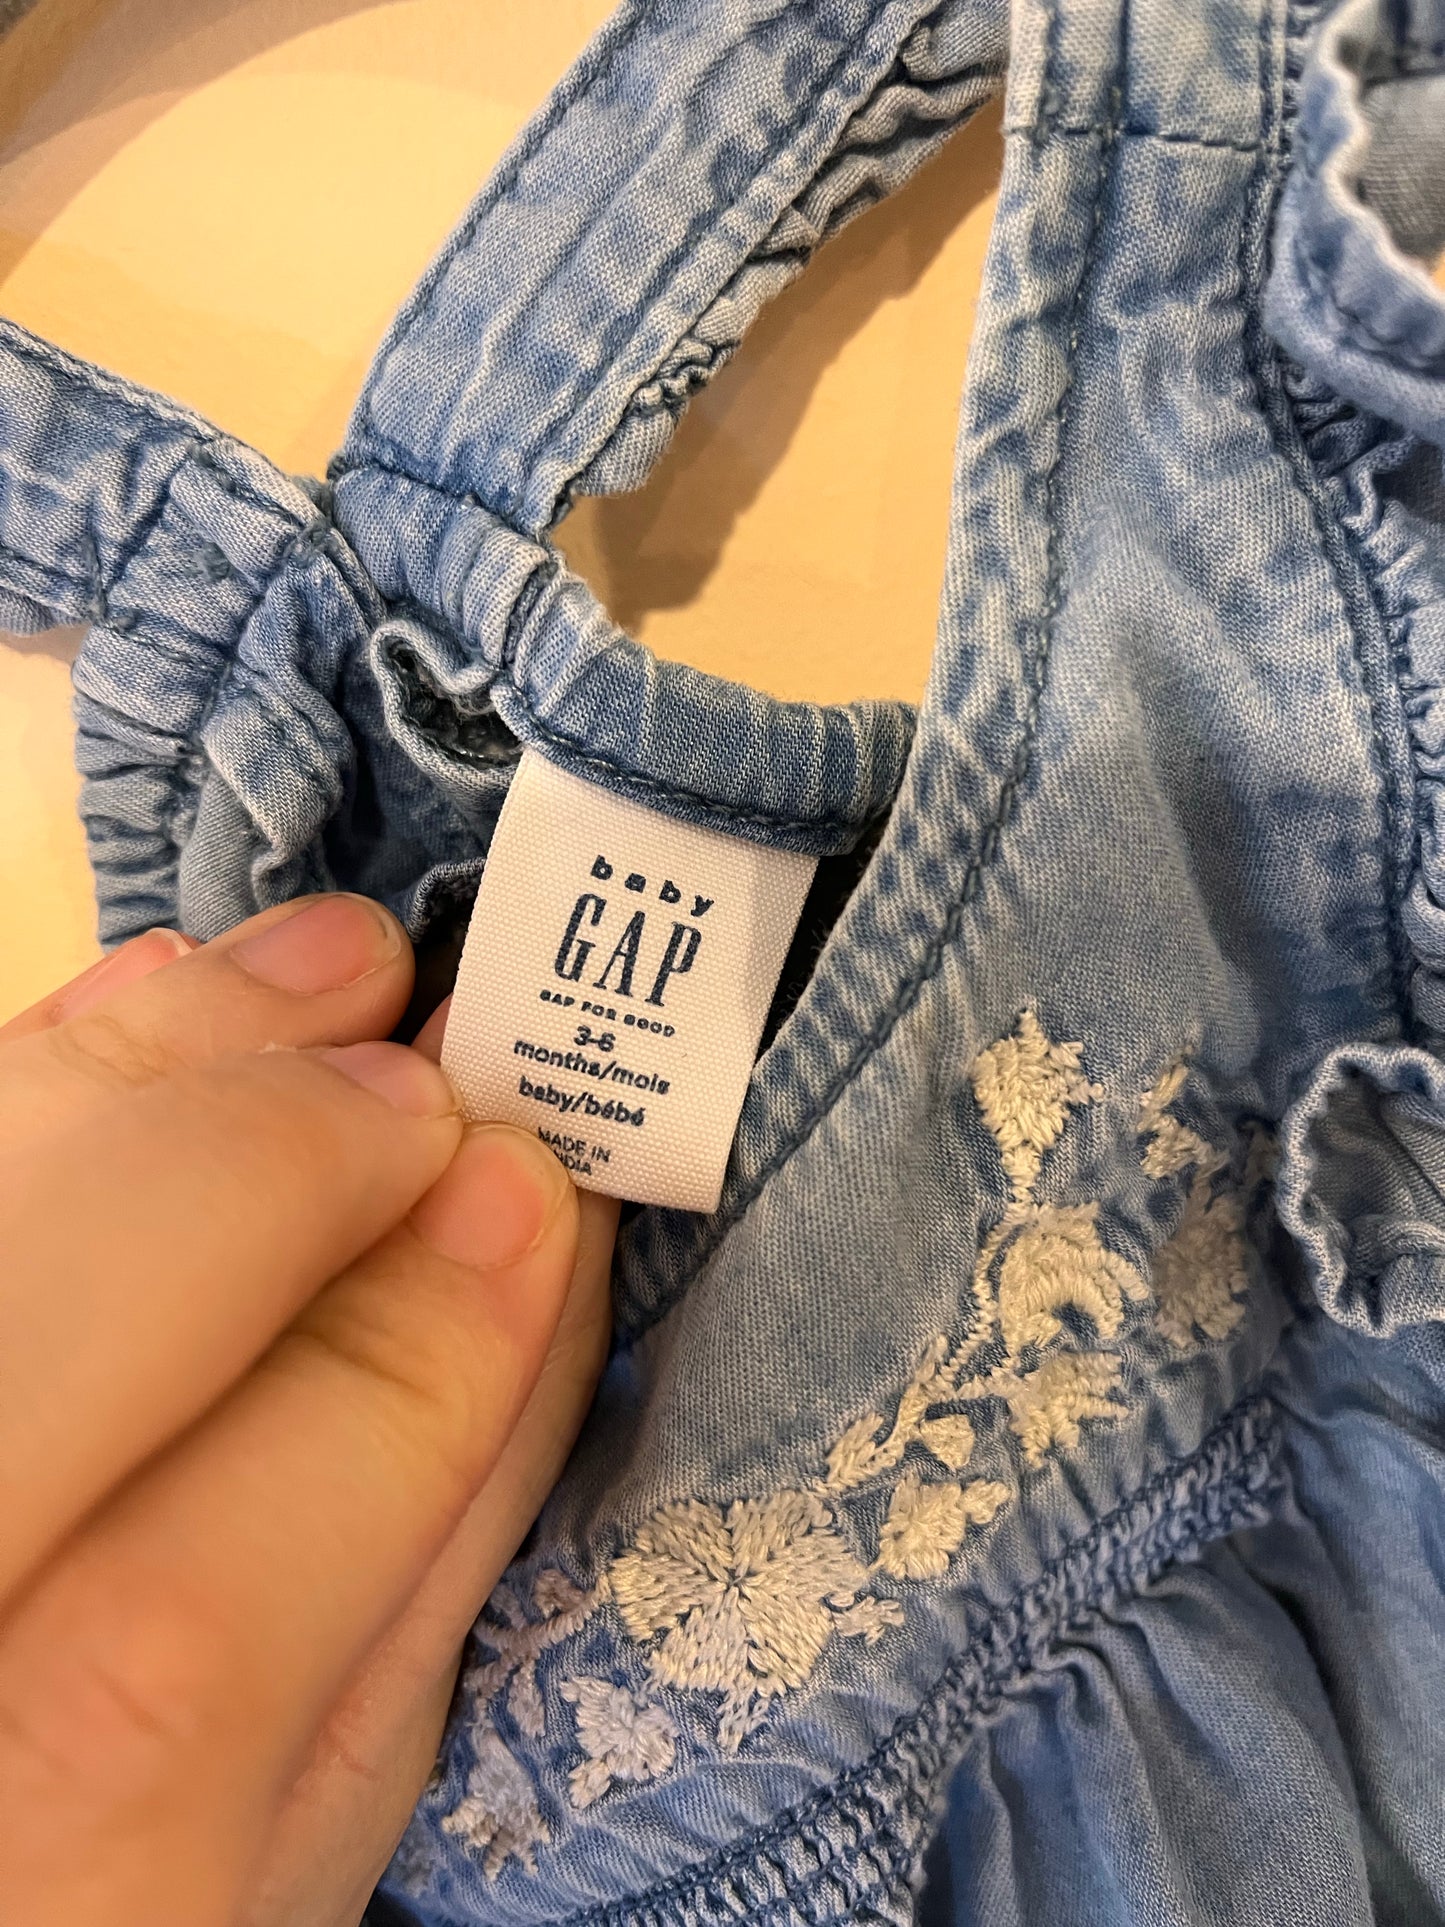 baby
GAP
GAP FOR GOOD
3-6
months/mois
baby/bébé
MADE IN
INDIA